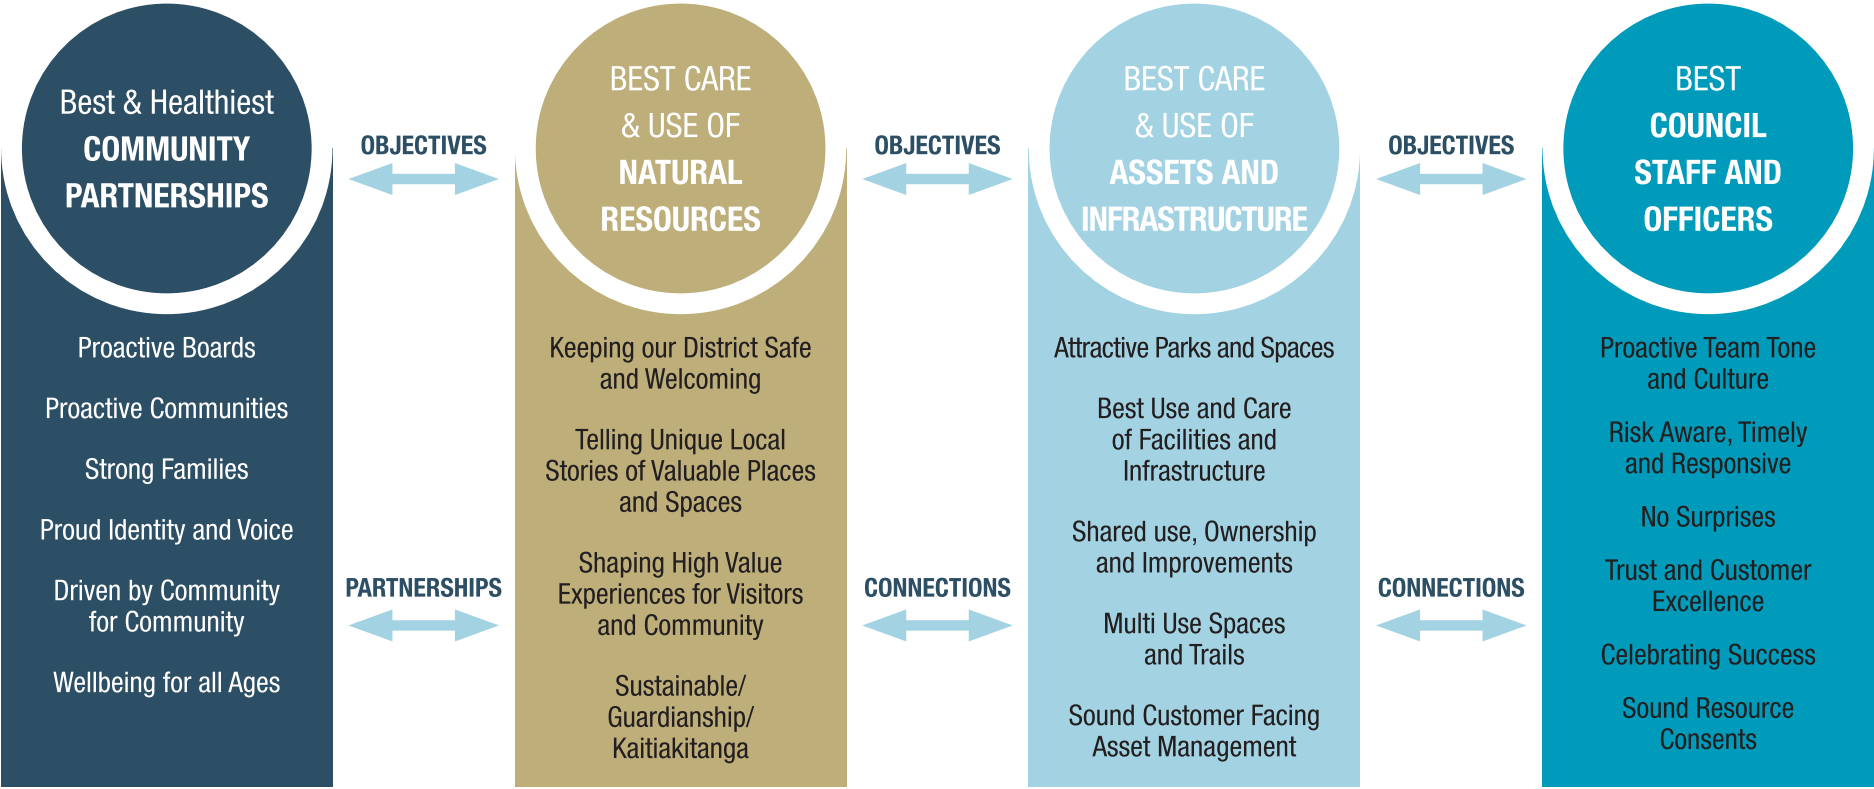 Best & Healthiest
COMMUNITY
PARTNERSHIPS
Proactive Boards
Proactive Communities
Strong Families
Proud Identity and Voice
Driven by Community
for Community
Wellbeing for all Ages
OBJECTIVES
PARTNERSHIPS
BEST CARE
& USE OF
NATURAL
RESOURCES
Keeping our District Safe
and Welcoming
Telling Unique Local
Stories of Valuable Places
and Spaces
Shaping High Value
Experiences for Visitors
and Community
Sustainable/
Guardianship/
Kaitiakitanga
OBJECTIVES
CONNECTIONS
BEST CARE
& USE OF
ASSETS AND
INFRASTRUCTURE
Attractive Parks and Spaces
Best Use and Care
of Facilities and
Infrastructure
Shared use, Ownership
and Improvements
Multi Use Spaces
and Trails
Sound Customer Facing
Asset Management
OBJECTIVES
CONNECTIONS
BEST
COUNCIL
STAFF AND
OFFICERS
Proactive Team Tone
and Culture
Risk Aware, Timely
and Responsive
No Surprises
Trust and Customer
Excellence
Celebrating Success
Sound Resource
Consents